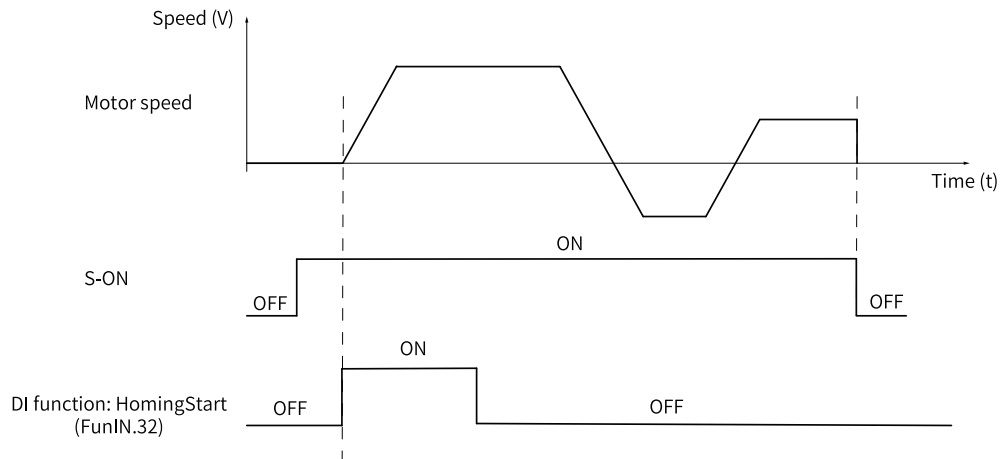 Speed (V)
Motor speed
Time (t)
ON
S-ON
OFF
OFF
ON
DI function: HomingStart
(FunIN.32)
OFF
OFF